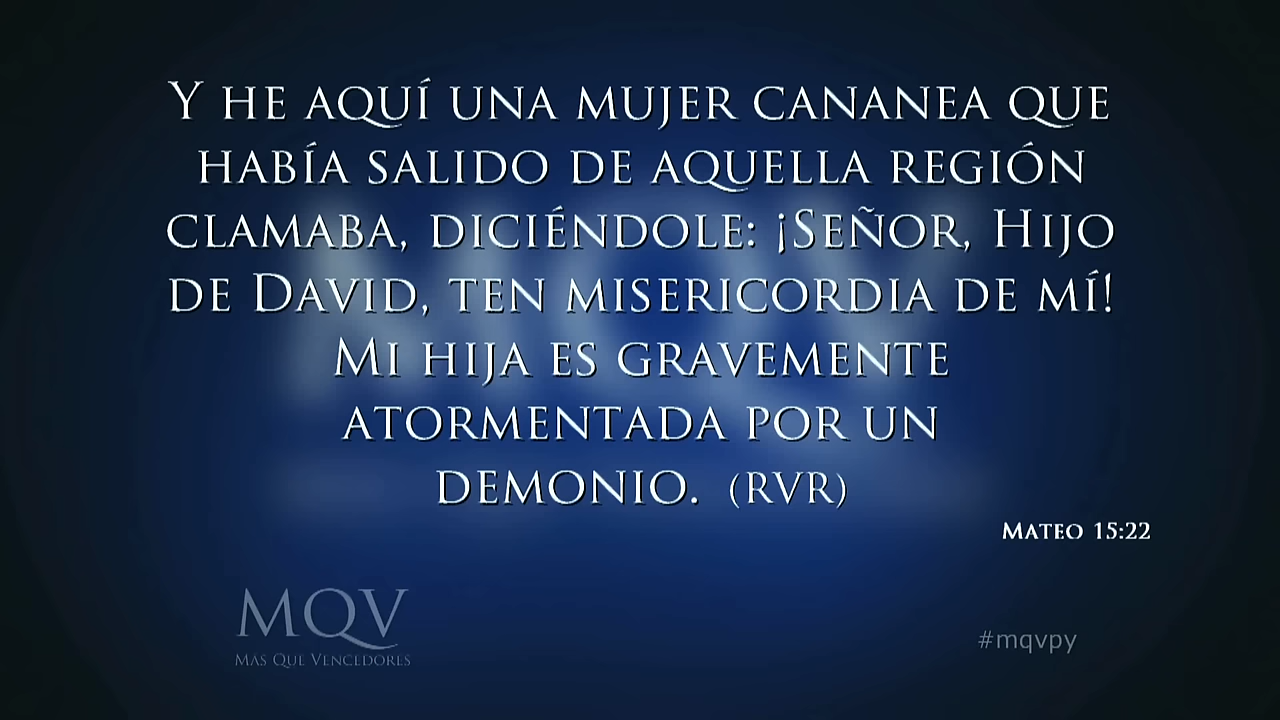 Y HE AQUÍ UNA MUJER CANANEA QUE
HABÍA SALIDO DE AQUELLA REGIÓN
CLAMABA, DICIÉNDOLE: ¡SEÑOR, HIJO
DE DAVID, TEN MISERICORDIA DE MÍ!
MI HIJA ES GRAVEMENTE
ATORMENTADA POR UN
DEMONIO. (RVR)
MATEO 15:22
MQV
MÁS QUE VENCEDORES
#mqvpy